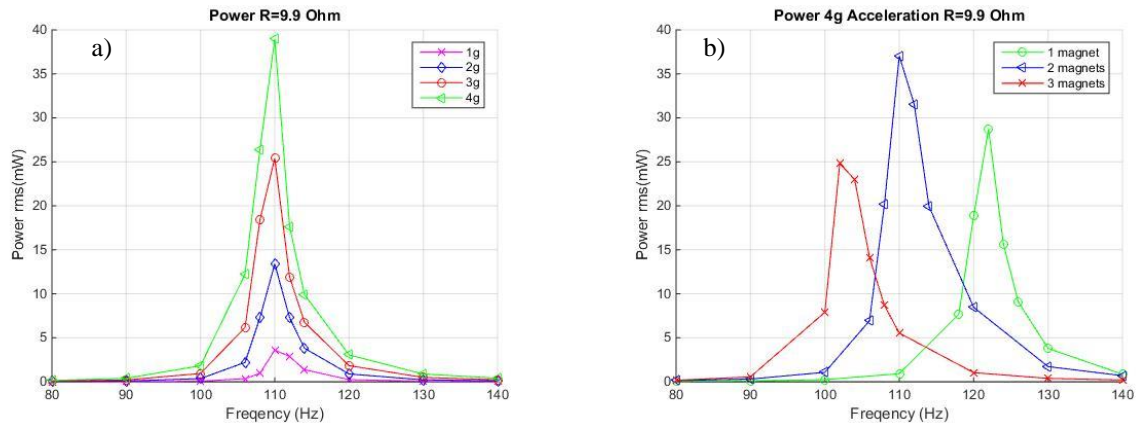 Power R=9.9 Ohm
a)
1g
2g
3g
4g
Power rms(mW)
40
35
30
25
20
15
10
5
0
80 90 100 110 120 130 140
Freqency (Hz)
Power 4g Acceleration R=9.9 Ohm
b)
1 magnet
2 magnets
3 magnets
Power rms(mW)
40
35
30
25
20
15
10
5
0
80 90 100 110 120 130 140
Freqency (Hz)